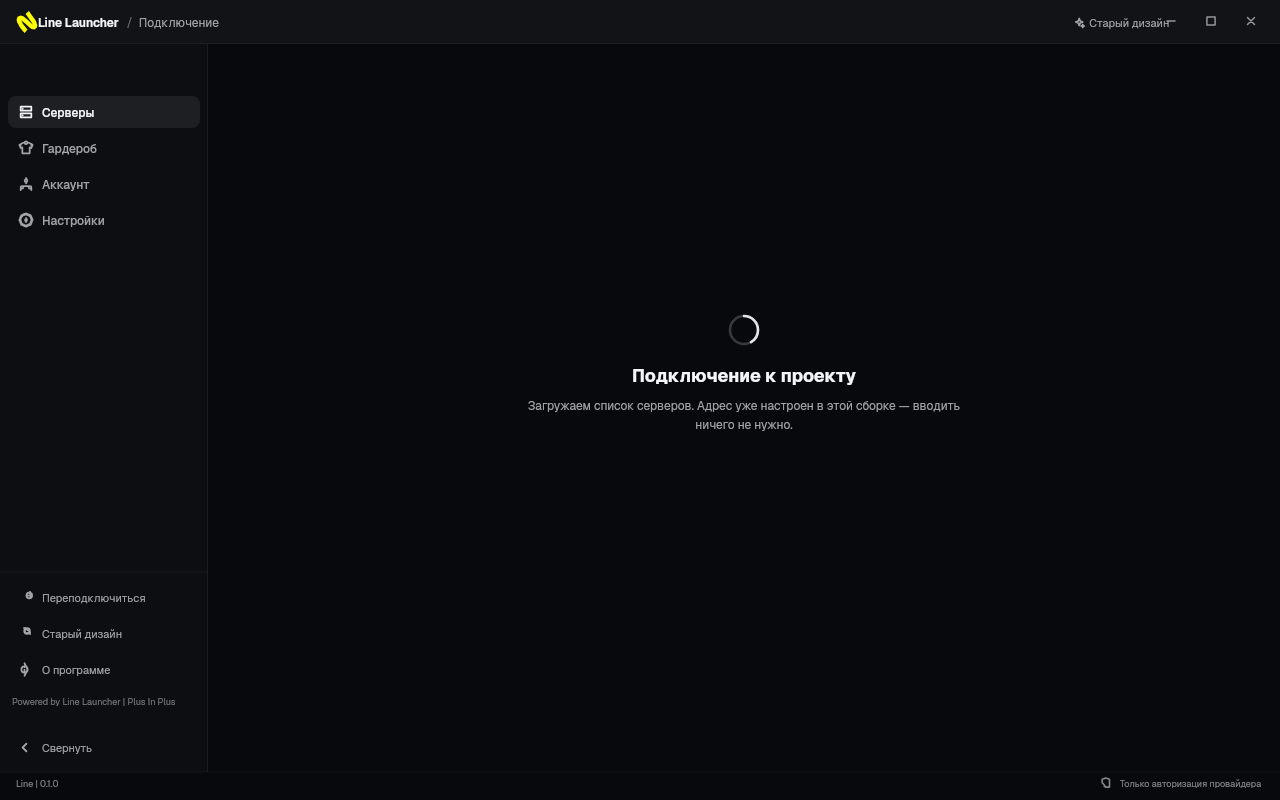 Line Launcher / Подключение
Старый дизайн
Серверы
Гардероб
Аккаунт
Настройки
Подключение к проекту
Загружаем список серверов. Адрес уже настроен в этой сборке — вводить
ничего не нужно.
Переподключиться
Старый дизайн
О программе
Powered by Line Launcher | Plus In Plus
Свернуть
Line | 0.1.0
Только авторизация провайдера